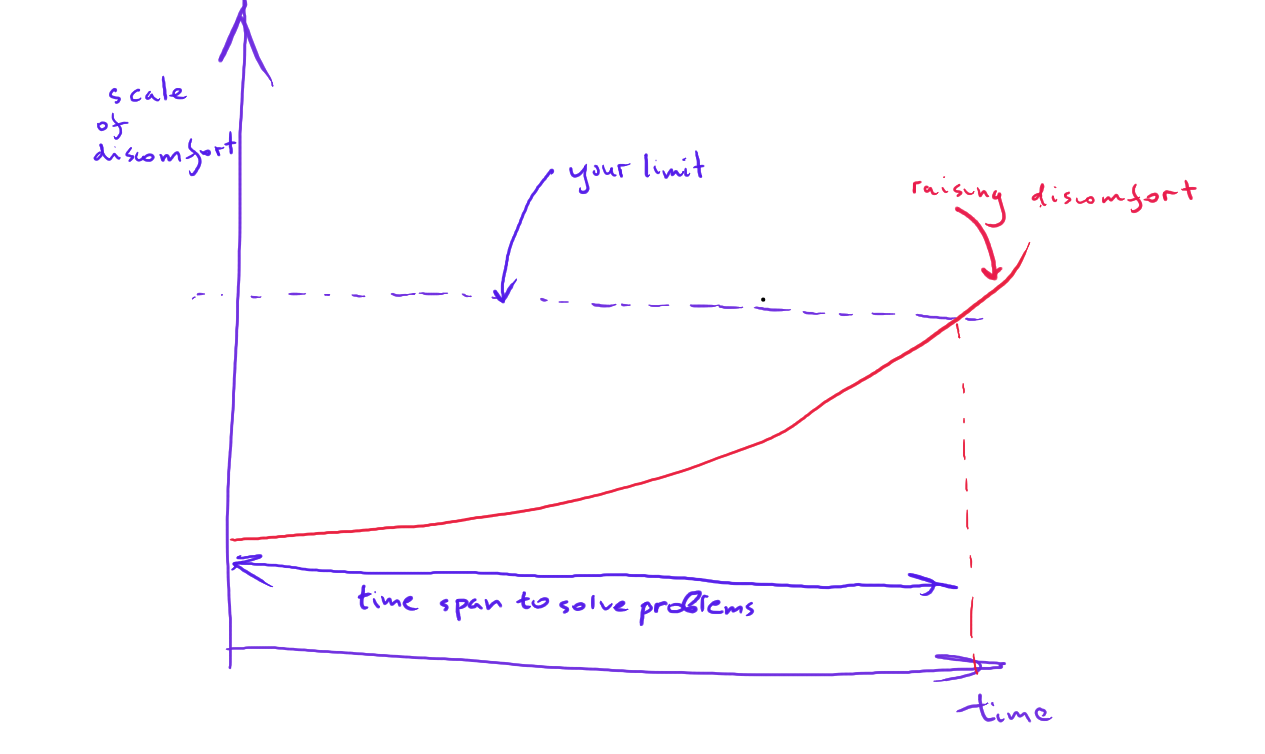 scale
of
discomfort
your limit
raising discomfort
time span to solve problems
time